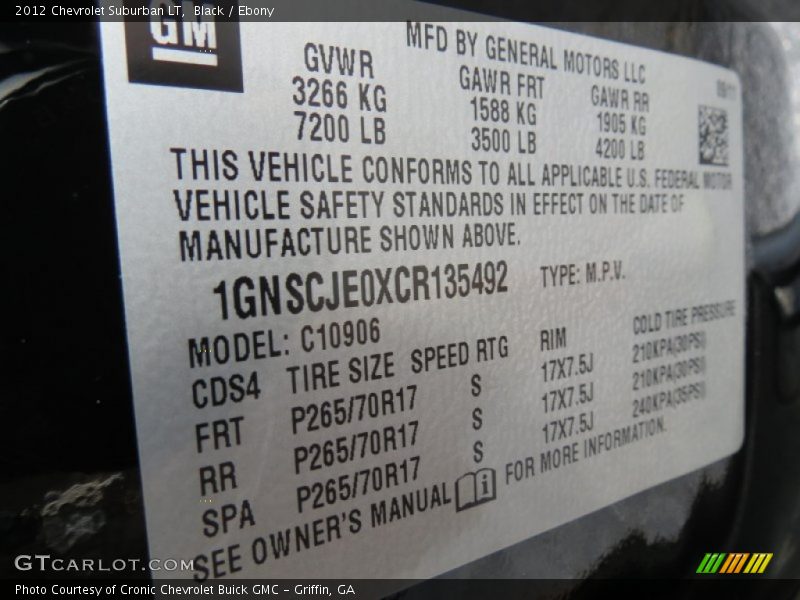 2012 Chevrolet Suburban LT, Black / Ebony
GM
MFD BY GENERAL MOTORS LLC
GVWR GAWR FRT GAWR RR
3266 KG 1588 KG 1905 KG
7200 LB 3500 LB 4200 LB
THIS VEHICLE CONFORMS TO ALL APPLICABLE U.S. FEDERAL MOTOR
VEHICLE SAFETY STANDARDS IN EFFECT ON THE DATE OF
MANUFACTURE SHOWN ABOVE.
1GNSCJE0XCR135492 TYPE: M.P.V.
MODEL: C10906
CDS4 TIRE SIZE SPEED RTG RIM COLD TIRE PRESSURE
FRT P265/70R17 S 17X7.5J 210KPA(30PSI)
RR P265/70R17 S 17X7.5J 210KPA(30PSI)
SPA P265/70R17 S 17X7.5J 240KPA(35PSI)
SEE OWNER'S MANUAL FOR MORE INFORMATION.
GTCARLOT.COM
Photo Courtesy of Cronic Chevrolet Buick GMC - Griffin, GA